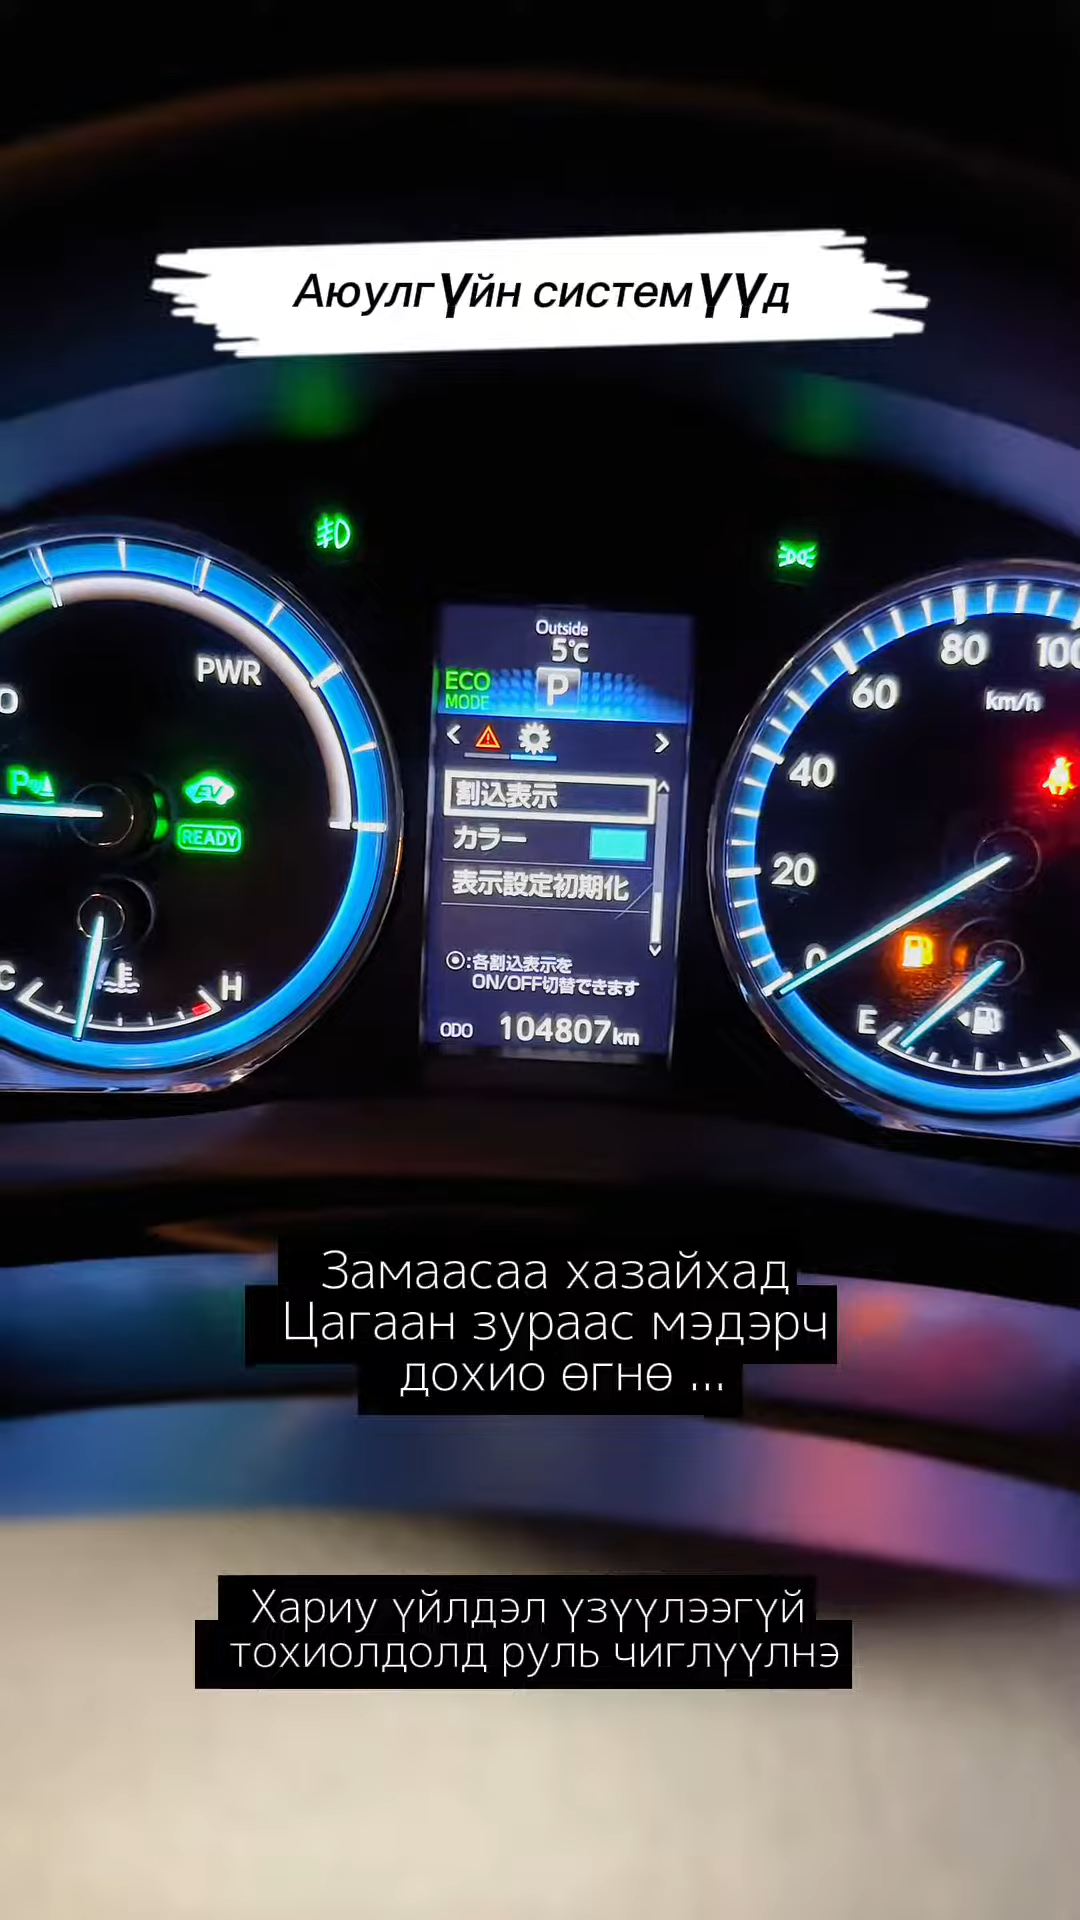 Аюулгүйн системүүд
Outside
5℃
ECO
MODE
P
PWR
80
100
km/h
60
40
20
0
EV
READY
割込表示
カラー
表示設定初期化
⦿:各割込表示を
ON/OFF切替できます
ODO 104807km
C
H
E
Замаасаа хазайхад
Цагаан зураас мэдэрч
дохио өгнө ...
Хариу үйлдэл үзүүлээгүй
тохиолдолд руль чиглүүлнэ